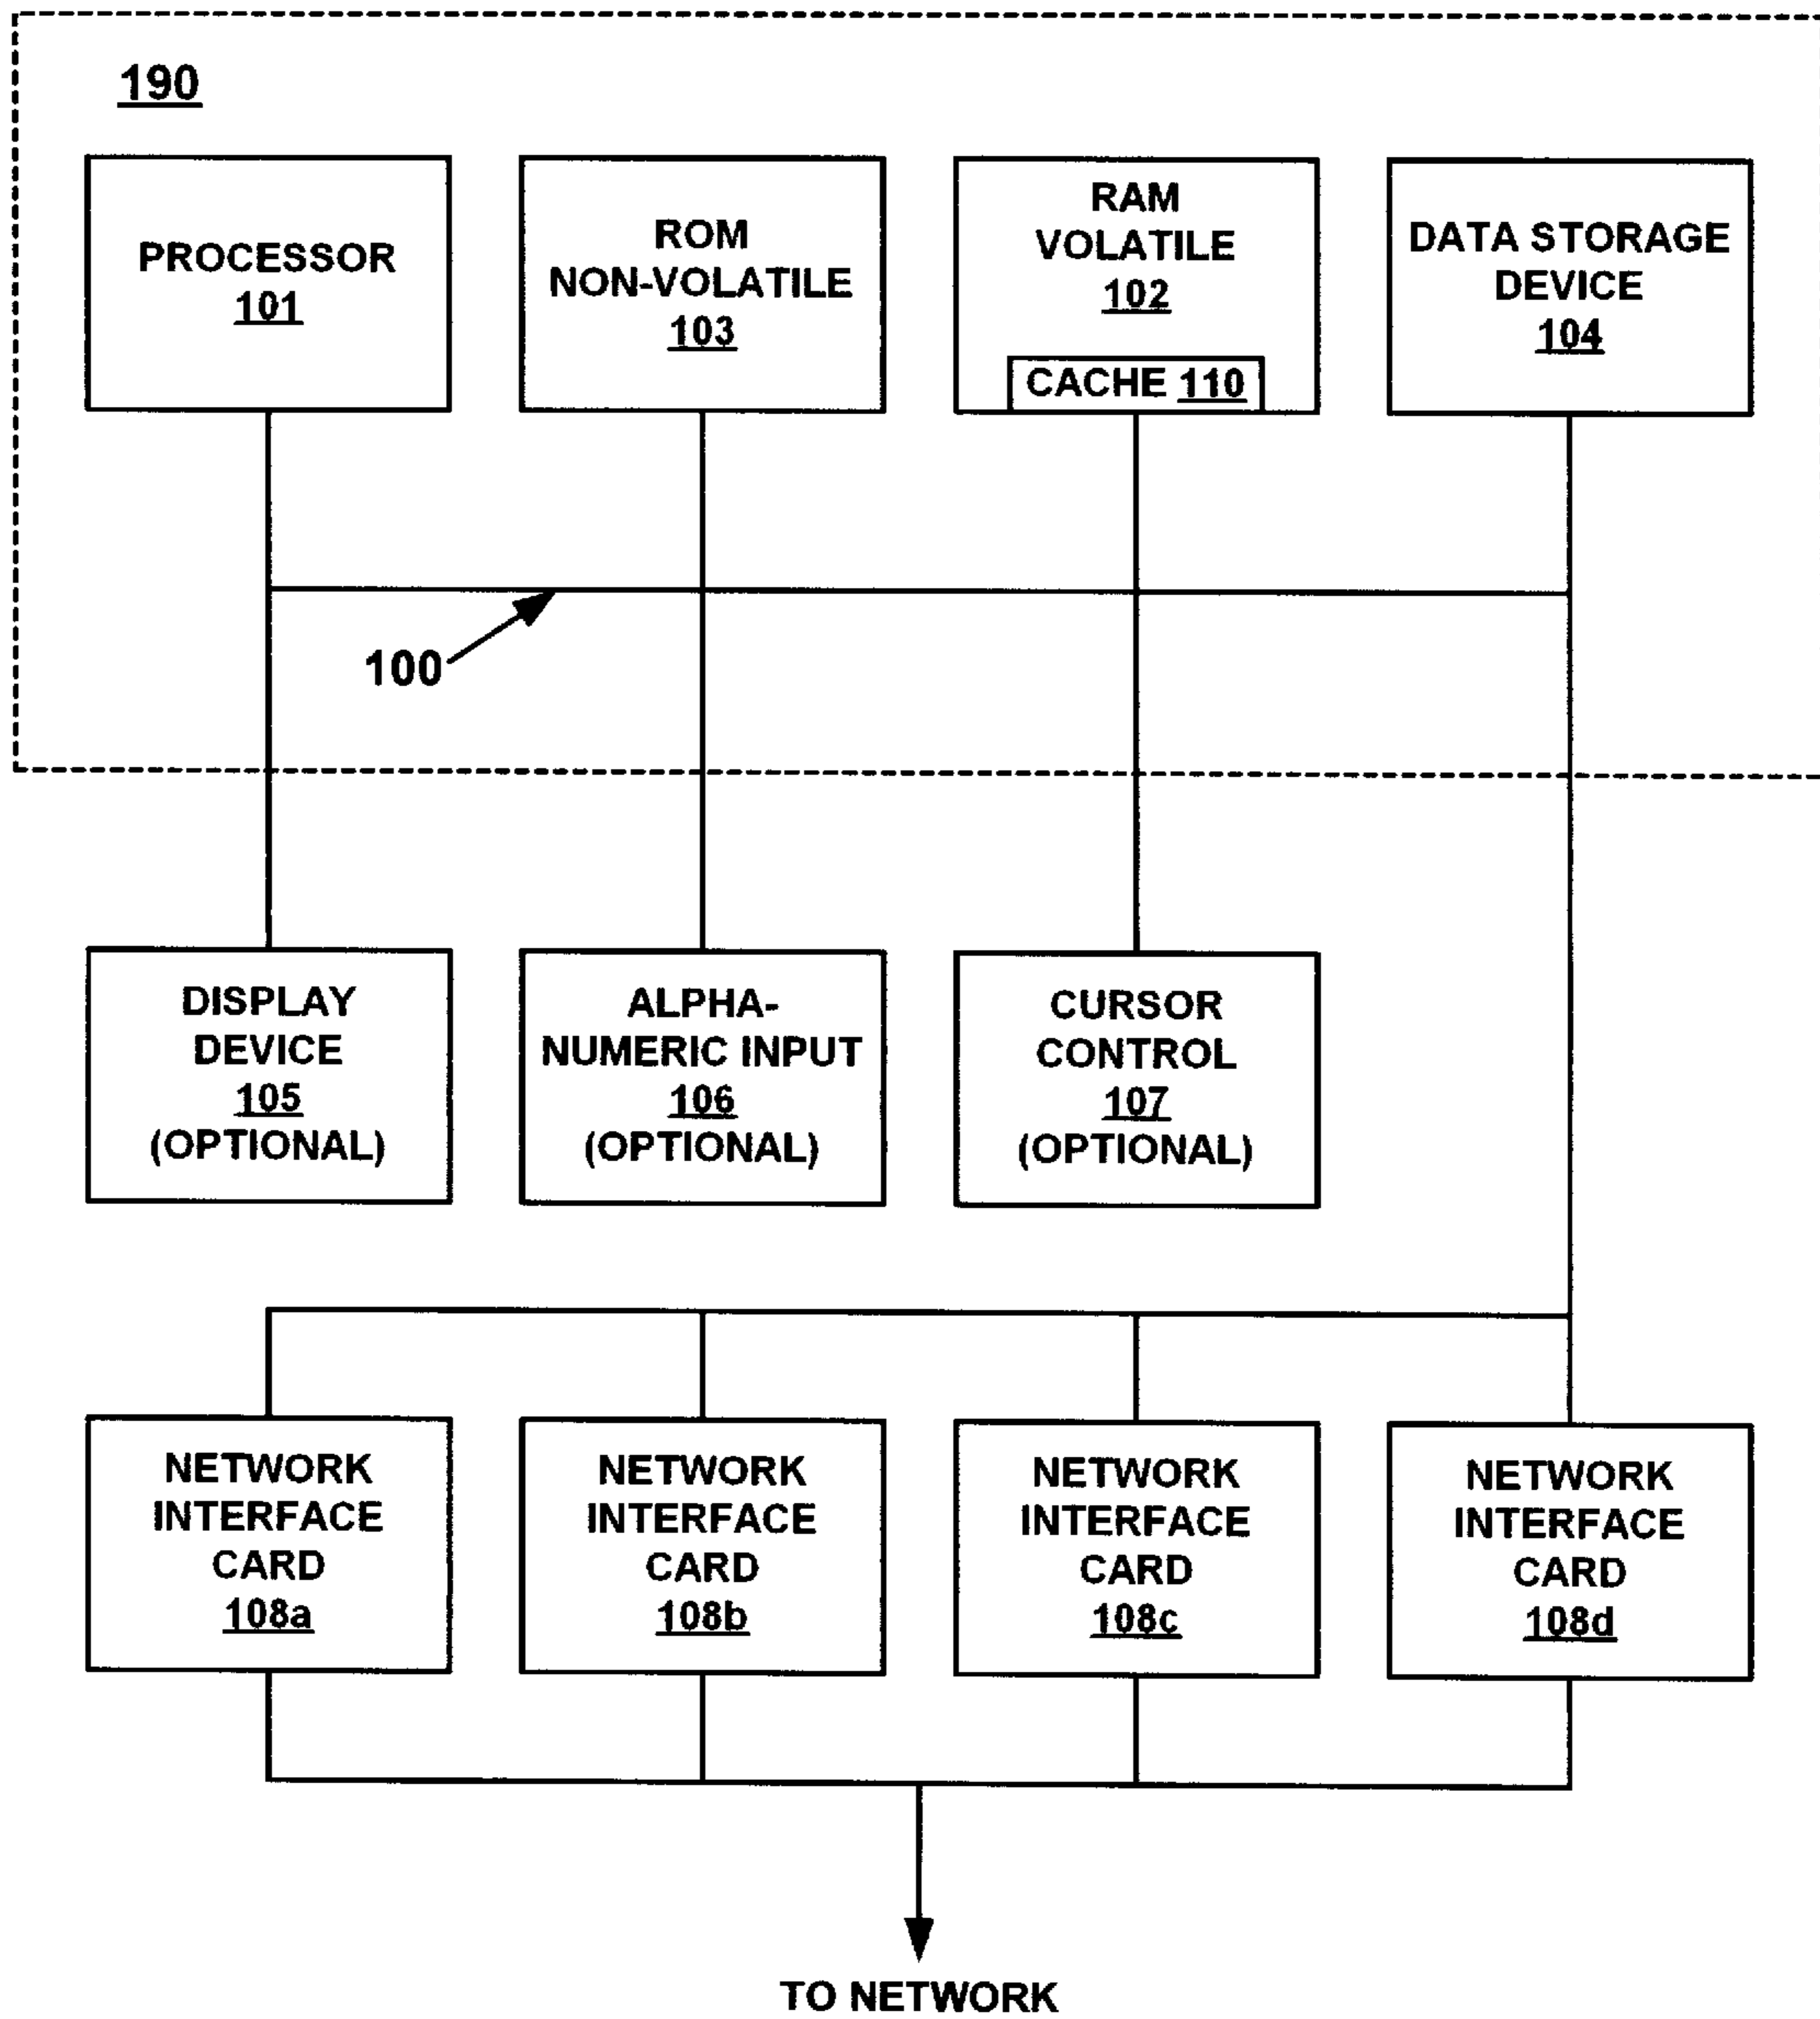 190
PROCESSOR
101
ROM
NON-VOLATILE
103
RAM
VOLATILE
102
CACHE 110
DATA STORAGE
DEVICE
104
100
DISPLAY
DEVICE
105
(OPTIONAL)
ALPHA-
NUMERIC INPUT
106
(OPTIONAL)
CURSOR
CONTROL
107
(OPTIONAL)
NETWORK
INTERFACE
CARD
108a
NETWORK
INTERFACE
CARD
108b
NETWORK
INTERFACE
CARD
108c
NETWORK
INTERFACE
CARD
108d
TO NETWORK